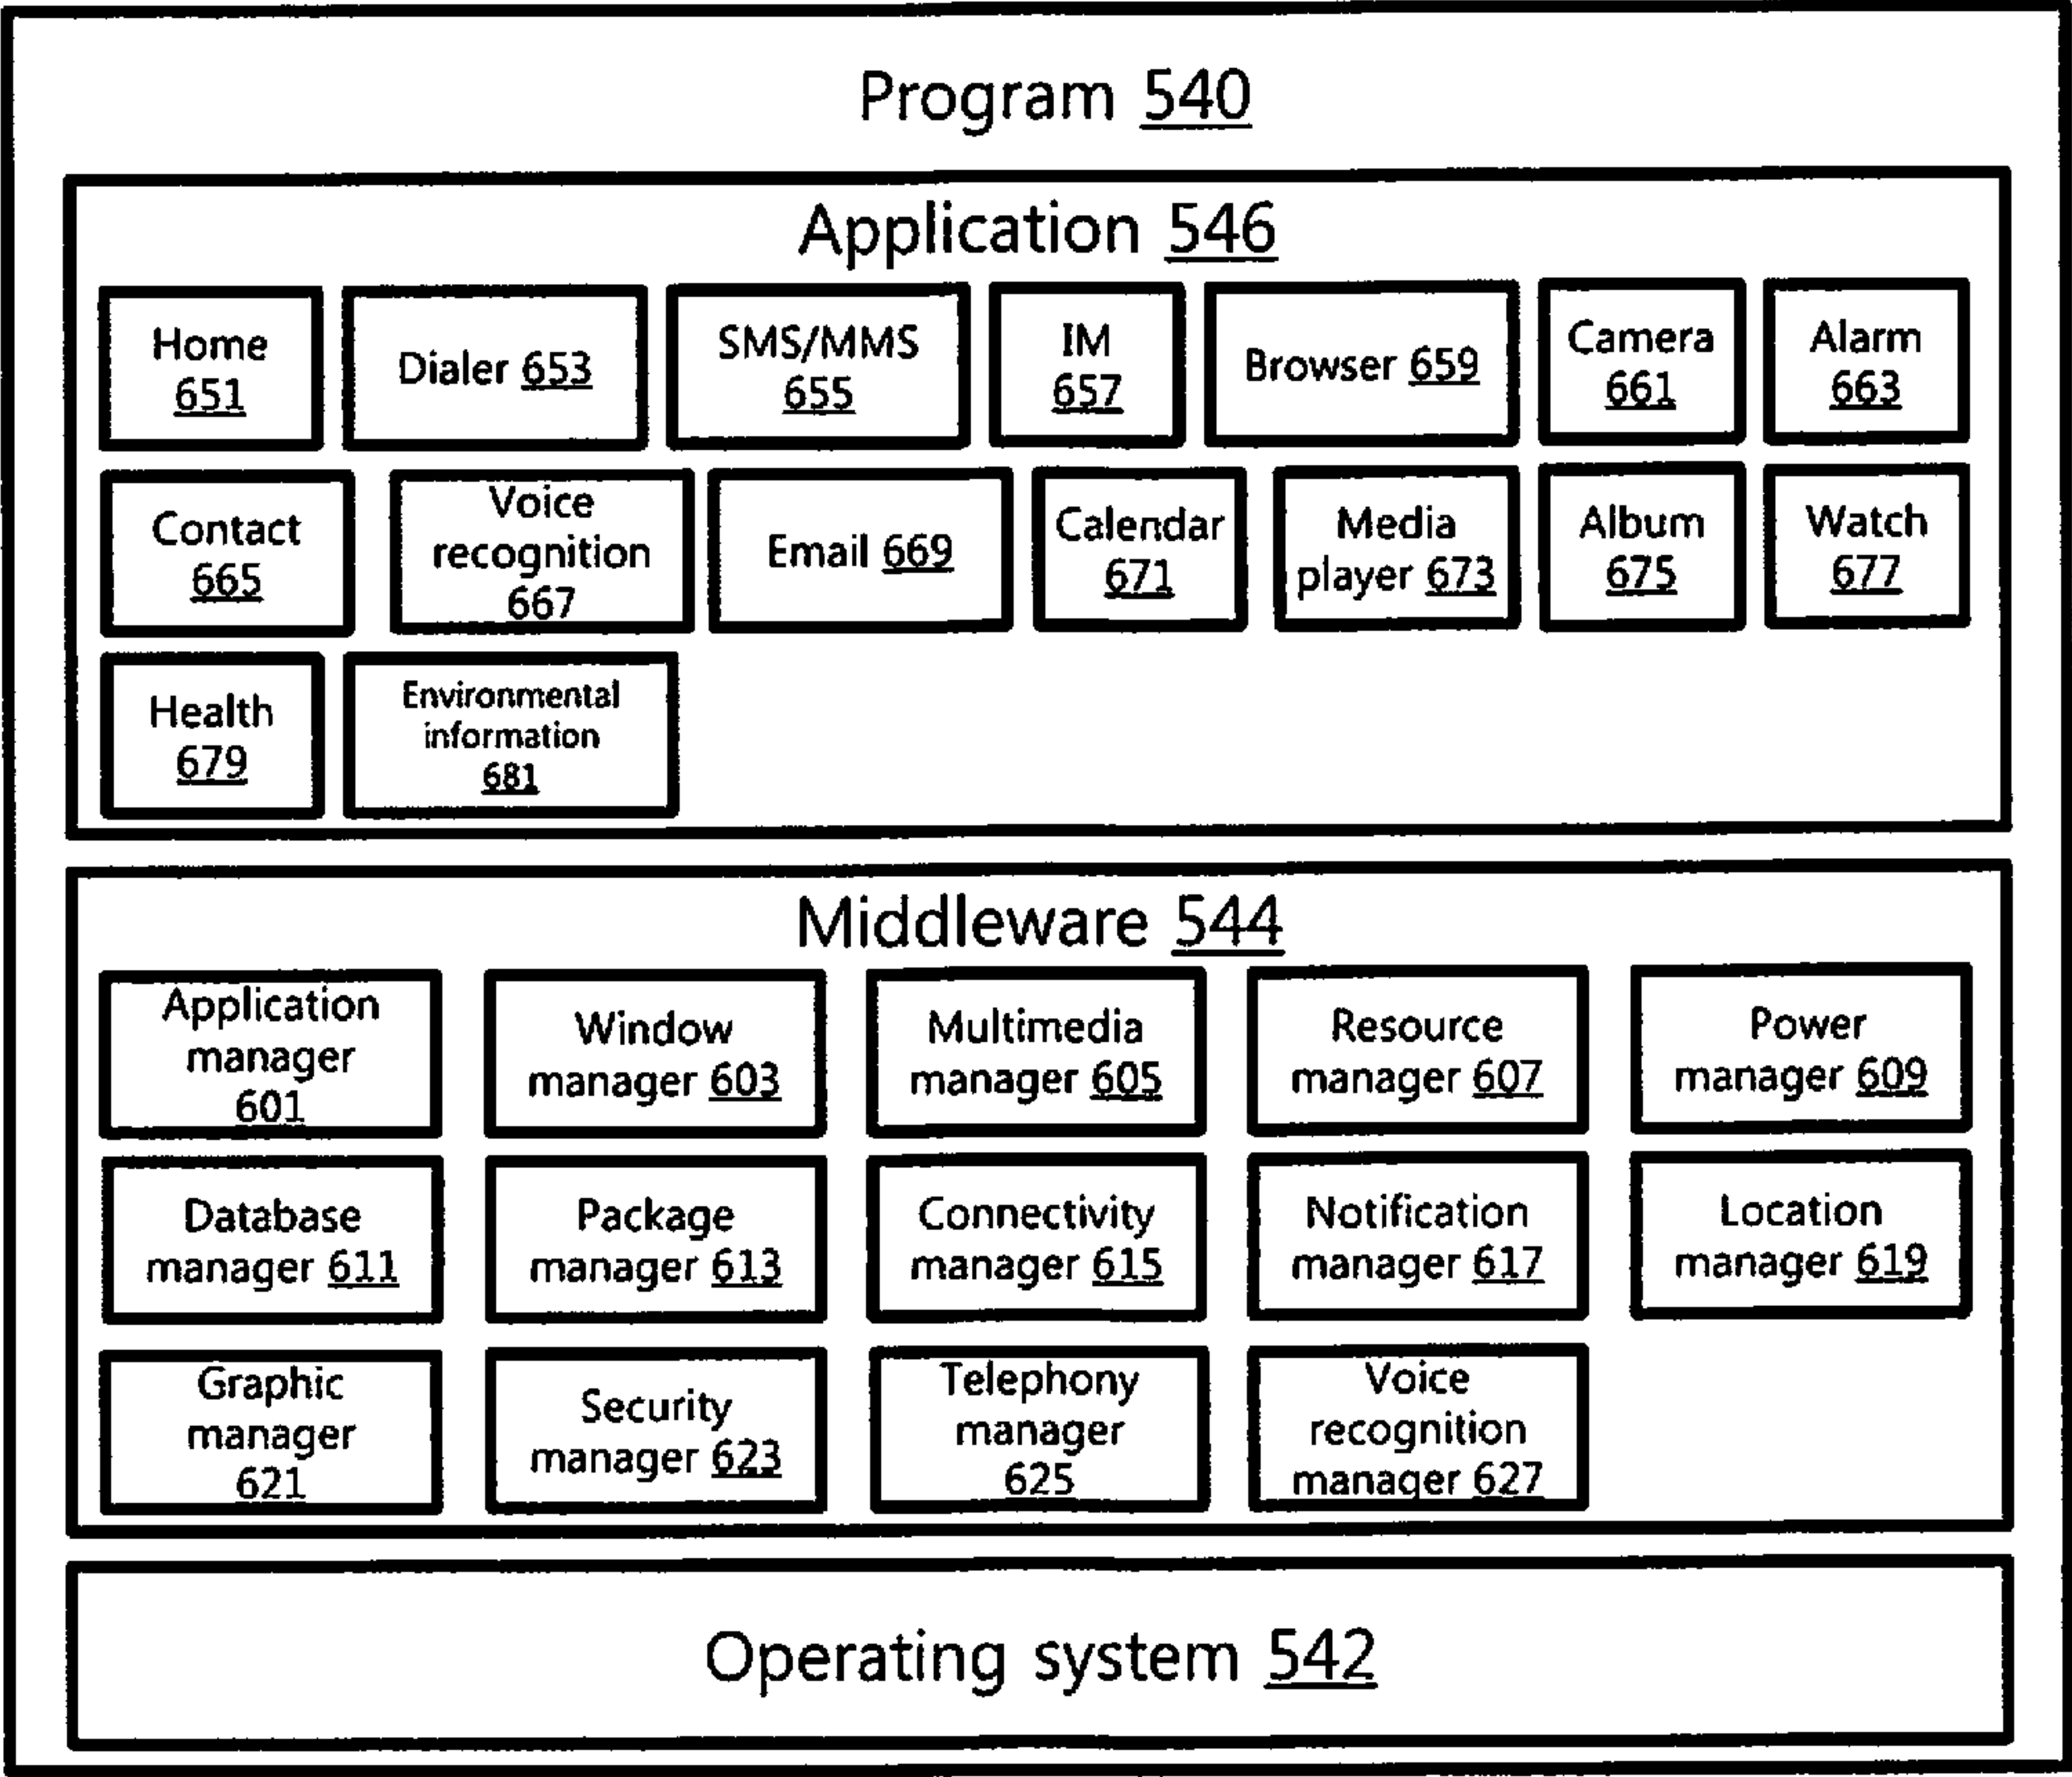 Program 540
Application 546
Home
651
Dialer 653
SMS/MMS
655
IM
657
Browser 659
Camera
661
Alarm
663
Contact
665
Voice
recognition
667
Email 669
Calendar
671
Media
player 673
Album
675
Watch
677
Health
679
Environmental
information
681
Middleware 544
Application
manager
601
Window
manager 603
Multimedia
manager 605
Resource
manager 607
Power
manager 609
Database
manager 611
Package
manager 613
Connectivity
manager 615
Notification
manager 617
Location
manager 619
Graphic
manager
621
Security
manager 623
Telephony
manager
625
Voice
recognition
manager 627
Operating system 542